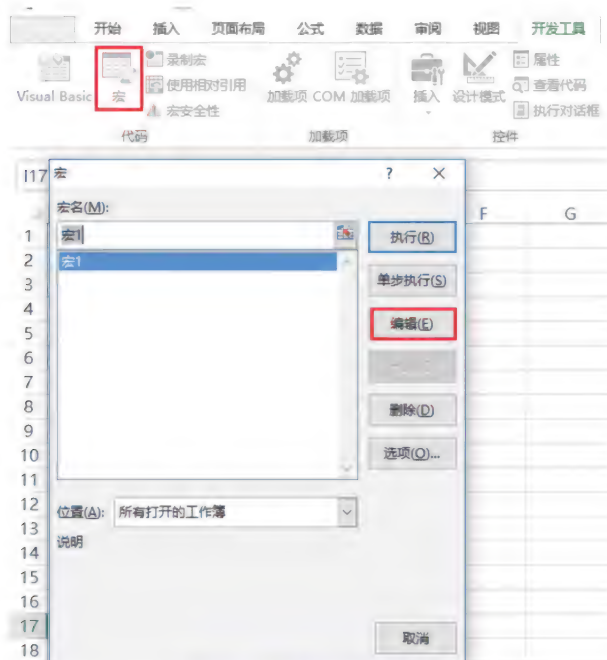 开始 插入 页面布局 公式 数据 审阅 视图 开发工具
录制宏 属性
使用相对引用 查看代码
Visual Basic 宏 加载项 COM 加载项 插入 设计模式
宏安全性 执行对话框
代码 加载项 控件
I17 宏 ? ×
宏名(M):
F G
1 宏1 执行(R)
2 宏1
3 单步执行(S)
4
5 编辑(E)
6
7
8 删除(D)
9
10 选项(O)...
11
12 位置(A): 所有打开的工作簿
13
14 说明
15
16
17 取消
18